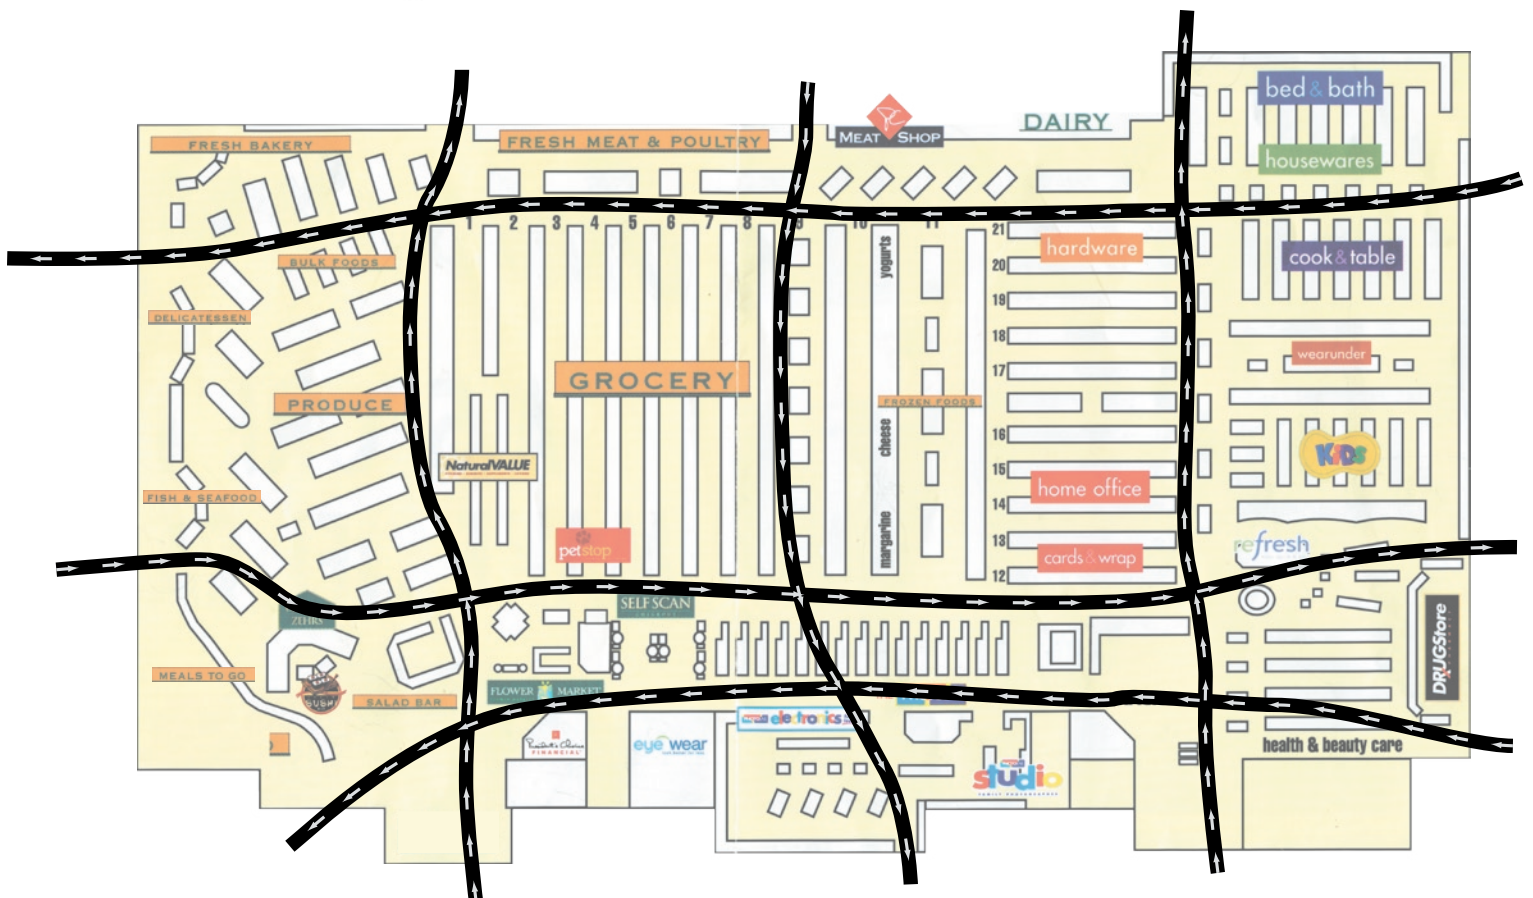 bed & bath
FRESH BAKERY
FRESH MEAT & POULTRY
MEAT SHOP
DAIRY
housewares
1 2 3 4 5 6 7 8 9 10 11
21
hardware
BULK FOODS
yogurts
20
cook & table
19
DELICATESSEN
18
wearunder
17
GROCERY
PRODUCE
FROZEN FOODS
16
cheese
KiDS
NaturalVALUE
15
home office
FISH & SEAFOOD
14
margarine
13
petstop
refresh
cards & wrap
12
SELF SCAN
ZEHRS
DRUGStore
MEALS TO GO
SUSHI
SALAD BAR
FLOWER MARKET
electronics
President's Choice
FINANCIAL
eye wear
health & beauty care
studio